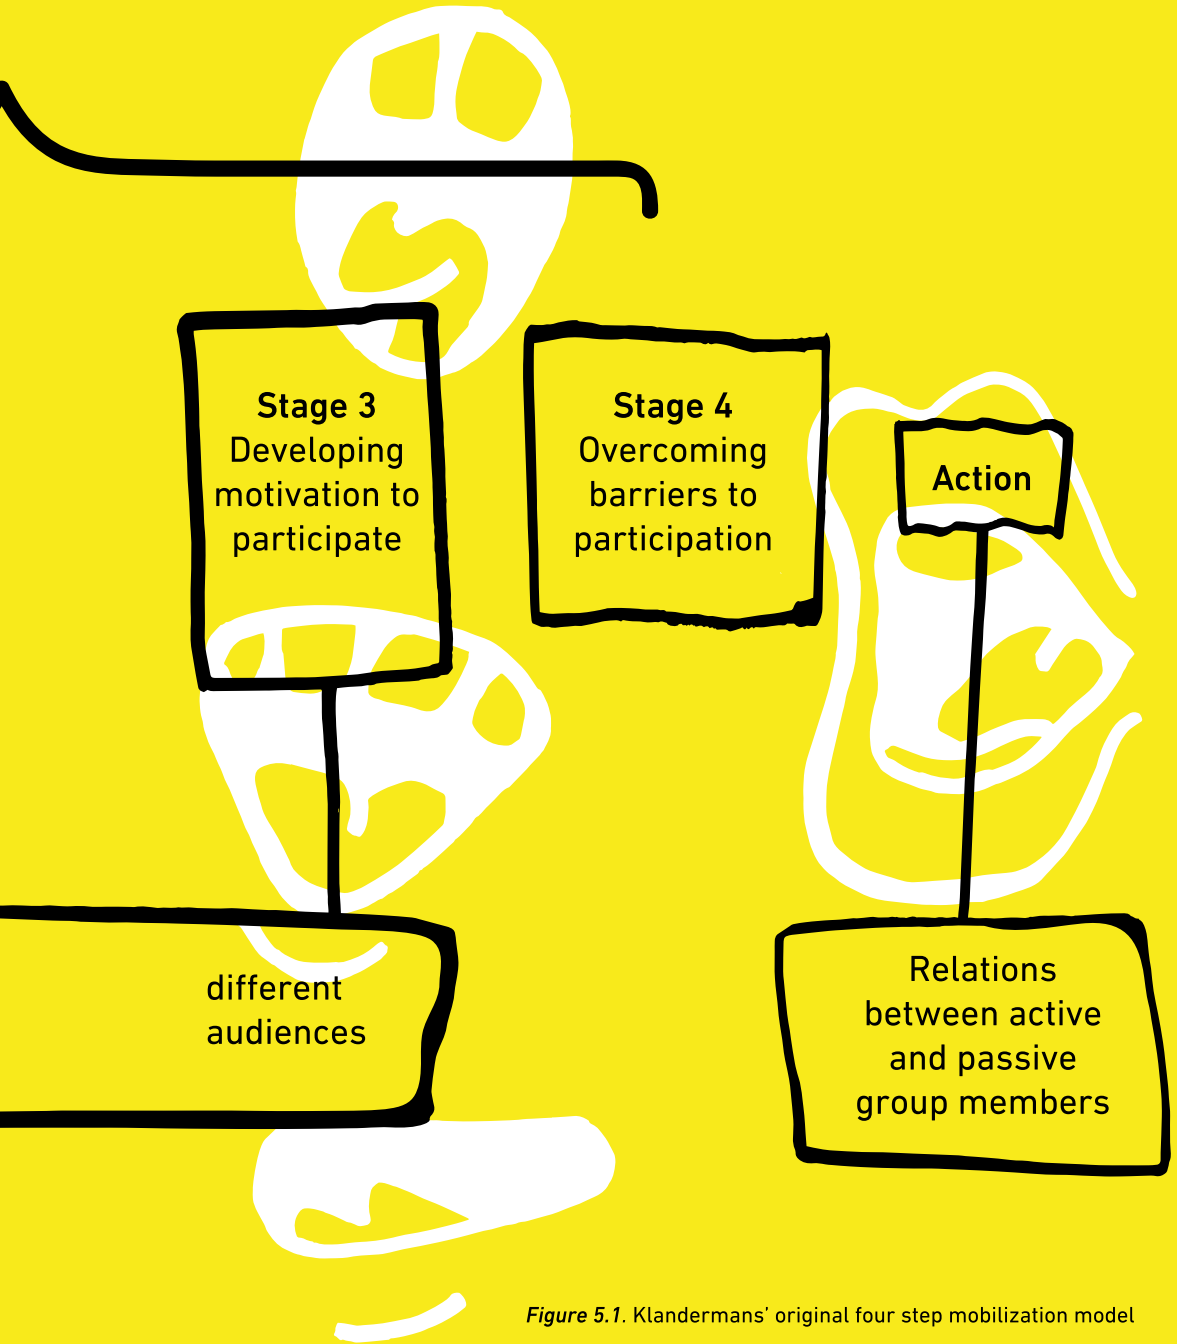 Stage 3
Developing
motivation to
participate
Stage 4
Overcoming
barriers to
participation
Action
different
audiences
Relations
between active
and passive
group members
Figure 5.1. Klandermans’ original four step mobilization model